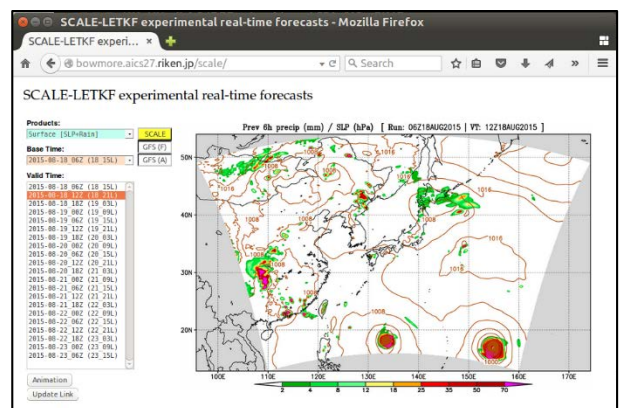 SCALE-LETKF experimental real-time forecasts - Mozilla Firefox
SCALE-LETKF experi... ×
bowmore.aics27.riken.jp/scale/
Search
SCALE-LETKF experimental real-time forecasts
Products:
Surface [SLP+Rain]
SCALE
Base Time:
GFS (F)
2015-08-18 06Z (18 15L)
GFS (A)
Valid Time:
2015-08-18 06Z (18 15L)
2015-08-18 12Z (18 21L)
2015-08-18 18Z (19 03L)
2015-08-19 00Z (19 09L)
2015-08-19 06Z (19 15L)
2015-08-19 12Z (19 21L)
2015-08-19 18Z (20 03L)
2015-08-20 00Z (20 09L)
2015-08-20 06Z (20 15L)
2015-08-20 12Z (20 21L)
2015-08-20 18Z (21 03L)
2015-08-21 00Z (21 09L)
2015-08-21 06Z (21 15L)
2015-08-21 12Z (21 21L)
2015-08-21 18Z (22 03L)
2015-08-22 00Z (22 09L)
2015-08-22 06Z (22 15L)
2015-08-22 12Z (22 21L)
2015-08-22 18Z (23 03L)
2015-08-23 00Z (23 09L)
2015-08-23 06Z (23 15L)
Animation
Update Link
Prev 6h precip (mm) / SLP (hPa) [ Run: 06Z18AUG2015 | VT: 12Z18AUG2015 ]
50N
40N
30N
20N
1008
1016
1016
1008
1008
1016
1016
1008
1008
1016
1008
1008
1000
100E 110E 120E 130E 140E 150E 160E 170E
2 4 8 12 18 25 35 50 70